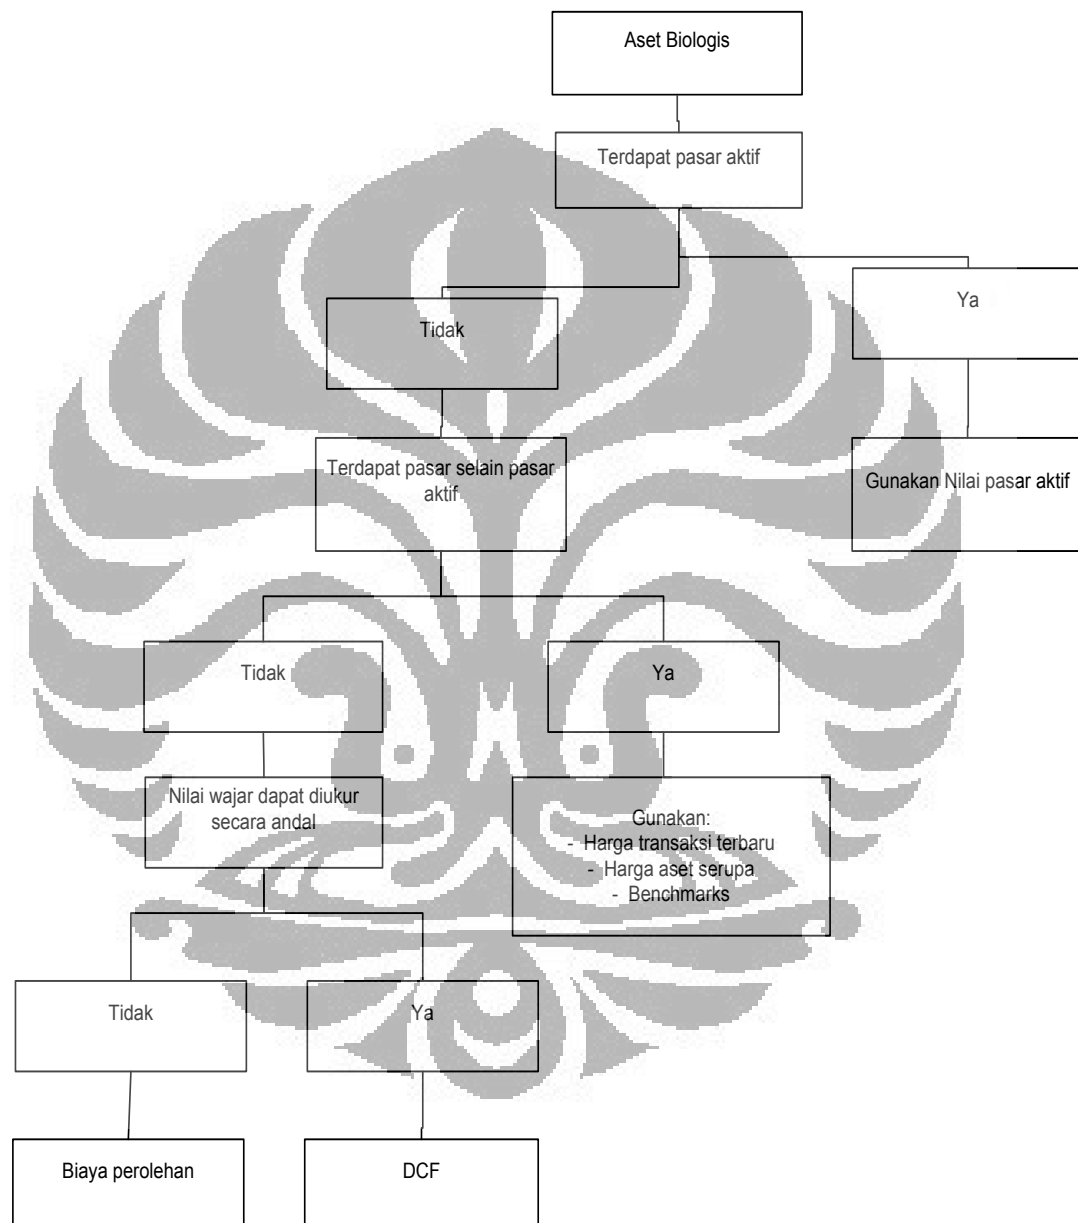 Aset Biologis
Terdapat pasar aktif
Ya
Tidak
Terdapat pasar selain pasar
aktif
Gunakan Nilai pasar aktif
Tidak
Ya
Nilai wajar dapat diukur
secara andal
Gunakan:
- Harga transaksi terbaru
- Harga aset serupa
- Benchmarks
Tidak
Ya
Biaya perolehan
DCF